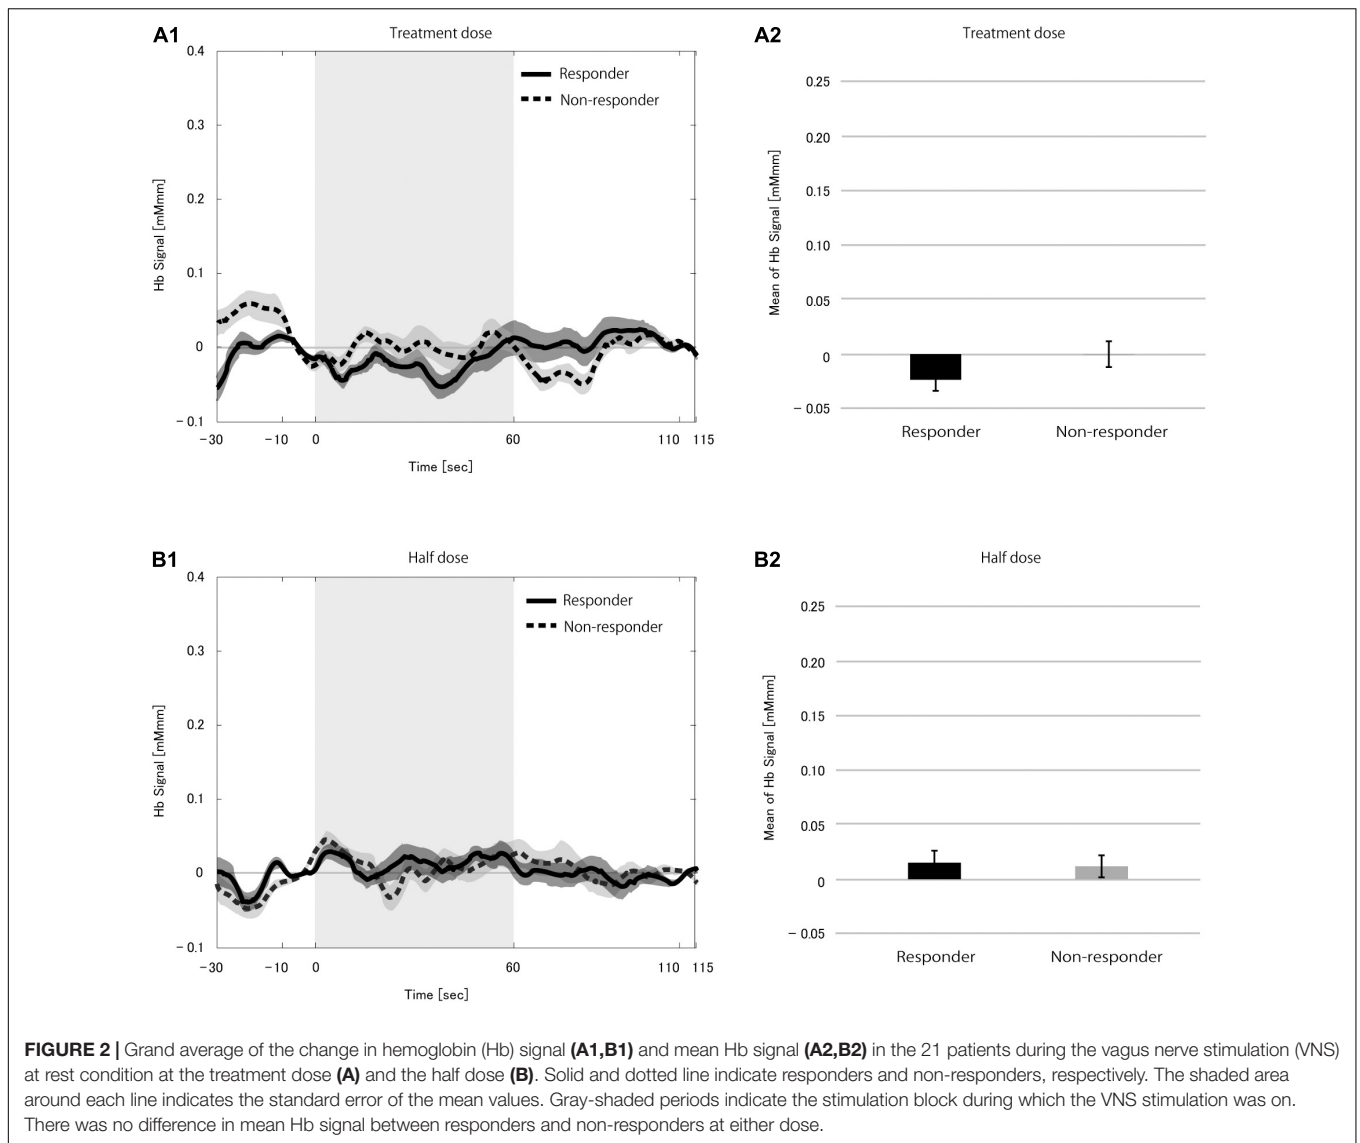 A1
Treatment dose
0.4
0.3
0.2
0.1
0
-0.1
Hb Signal [mMmm]
Responder
Non-responder
-30 -10 0 60 110 115
Time [sec]
A2
Treatment dose
0.25
0.20
0.15
0.10
0.05
0
-0.05
Mean of Hb Signal [mMmm]
Responder Non-responder
B1
Half dose
0.4
0.3
0.2
0.1
0
-0.1
Hb Signal [mMmm]
Responder
Non-responder
-30 -10 0 60 110 115
Time [sec]
B2
Half dose
0.25
0.20
0.15
0.10
0.05
0
-0.05
Mean of Hb Signal [mMmm]
Responder Non-responder
FIGURE 2 | Grand average of the change in hemoglobin (Hb) signal (A1,B1) and mean Hb signal (A2,B2) in the 21 patients during the vagus nerve stimulation (VNS)
at rest condition at the treatment dose (A) and the half dose (B). Solid and dotted line indicate responders and non-responders, respectively. The shaded area
around each line indicates the standard error of the mean values. Gray-shaded periods indicate the stimulation block during which the VNS stimulation was on.
There was no difference in mean Hb signal between responders and non-responders at either dose.